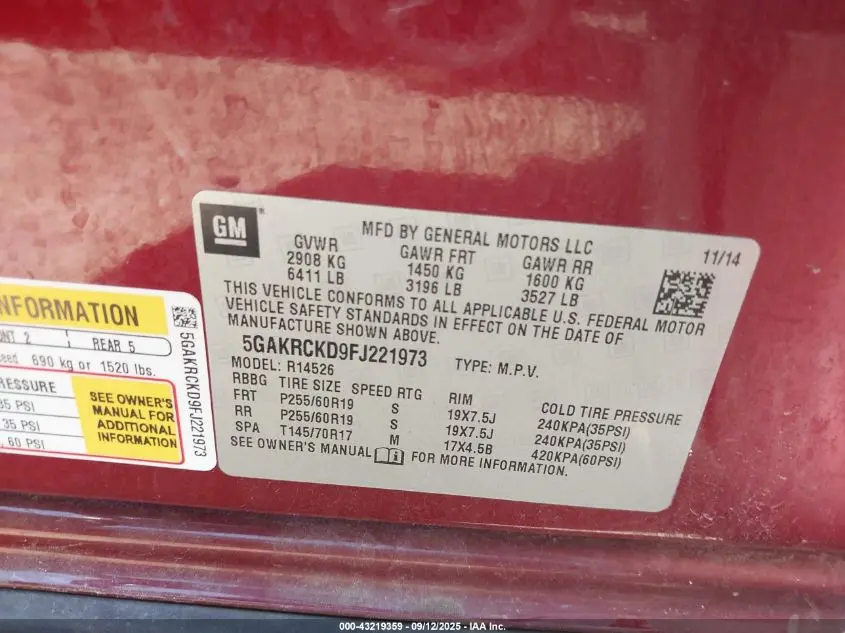 GM®
MFD BY GENERAL MOTORS LLC
GVWR GAWR FRT GAWR RR 11/14
2908 KG 1450 KG 1600 KG
6411 LB 3196 LB 3527 LB
THIS VEHICLE CONFORMS TO ALL APPLICABLE U.S. FEDERAL MOTOR
VEHICLE SAFETY STANDARDS IN EFFECT ON THE DATE OF
MANUFACTURE SHOWN ABOVE.
5GAKRCKD9FJ221973 TYPE: M.P.V.
MODEL: R14526
RBBG TIRE SIZE SPEED RTG RIM COLD TIRE PRESSURE
FRT P255/60R19 S 19X7.5J 240KPA(35PSI)
RR P255/60R19 S 19X7.5J 240KPA(35PSI)
SPA T145/70R17 M 17X4.5B 420KPA(60PSI)
SEE OWNER'S MANUAL FOR MORE INFORMATION.
NFORMATION
NT 2 REAR 5
eed 690 kg or 1520 lbs.
RESSURE
35 PSI
35 PSI
, 60 PSI
SEE OWNER'S
MANUAL FOR
ADDITIONAL
INFORMATION
5GAKRCKD9FJ221973
000-43219359 - 09/12/2025 - IAA Inc.